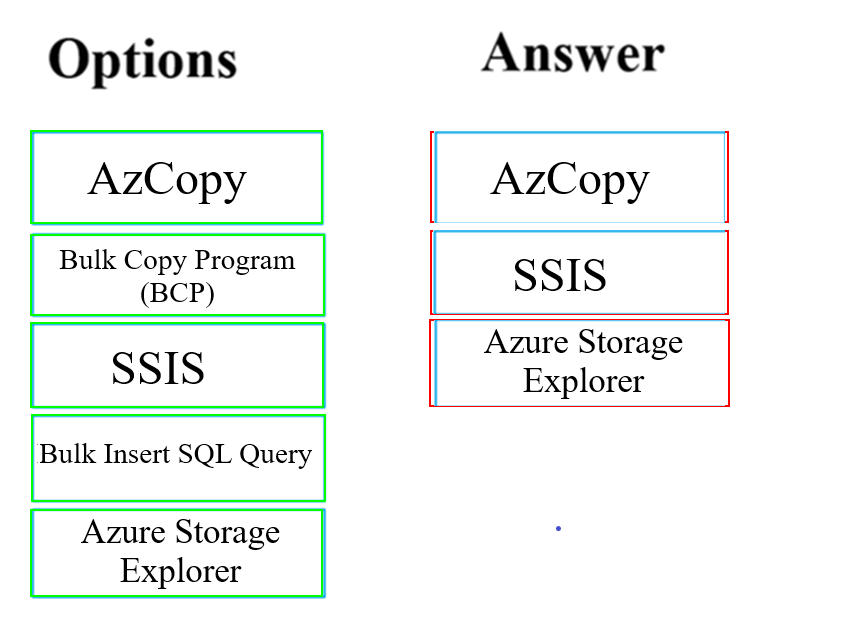 Options
Answer
AzCopy
AzCopy
Bulk Copy Program
(BCP)
SSIS
SSIS
Azure Storage
Explorer
Bulk Insert SQL Query
Azure Storage
Explorer